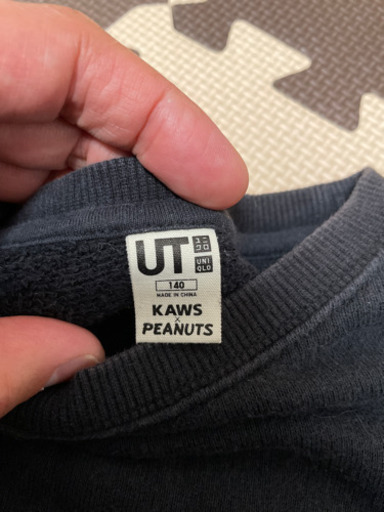 UT
ユニ
クロ
UNI
QLO
140
MADE IN CHINA
KAWS
×
PEANUTS